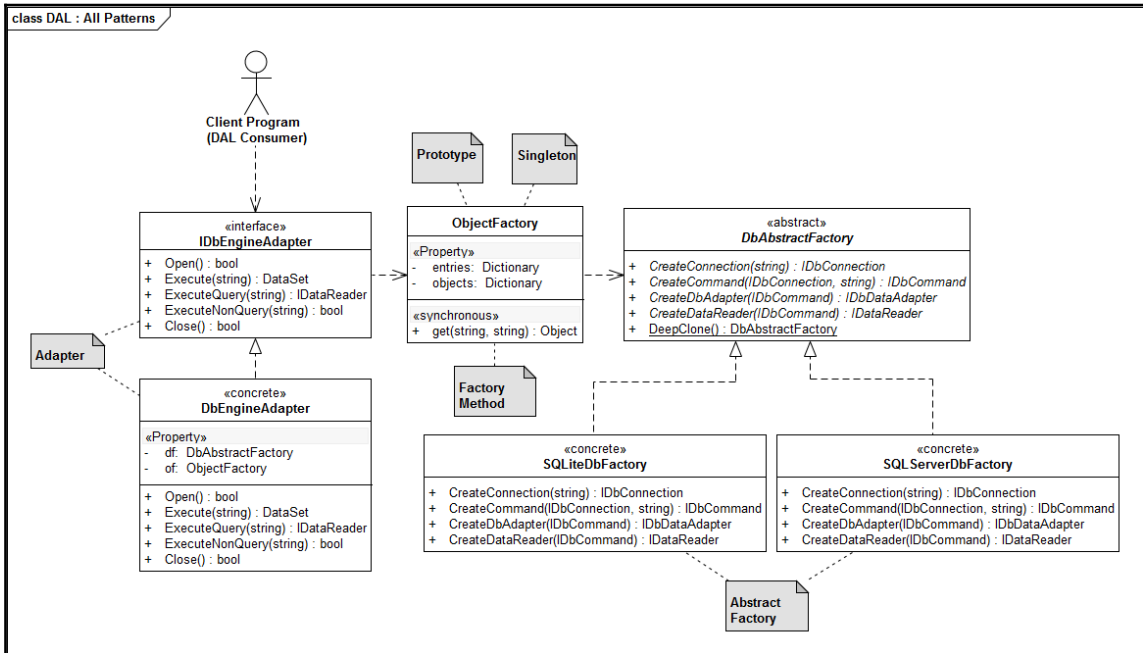 class DAL : All Patterns
Client Program
(DAL Consumer)
Prototype
Singleton
«interface»
IDbEngineAdapter
+ Open() : bool
+ Execute(string) : DataSet
+ ExecuteQuery(string) : IDataReader
+ ExecuteNonQuery(string) : bool
+ Close() : bool
ObjectFactory
«Property»
- entries: Dictionary
- objects: Dictionary
«synchronous»
+ get(string, string) : Object
«abstract»
DbAbstractFactory
+ CreateConnection(string) : IDbConnection
+ CreateCommand(IDbConnection, string) : IDbCommand
+ CreateDbAdapter(IDbCommand) : IDbDataAdapter
+ CreateDataReader(IDbCommand) : IDataReader
+ DeepClone() : DbAbstractFactory
Adapter
Factory
Method
«concrete»
DbEngineAdapter
«Property»
- df: DbAbstractFactory
- of: ObjectFactory
+ Open() : bool
+ Execute(string) : DataSet
+ ExecuteQuery(string) : IDataReader
+ ExecuteNonQuery(string) : bool
+ Close() : bool
«concrete»
SQLiteDbFactory
+ CreateConnection(string) : IDbConnection
+ CreateCommand(IDbConnection, string) : IDbCommand
+ CreateDbAdapter(IDbCommand) : IDbDataAdapter
+ CreateDataReader(IDbCommand) : IDataReader
«concrete»
SQLServerDbFactory
+ CreateConnection(string) : IDbConnection
+ CreateCommand(IDbConnection, string) : IDbCommand
+ CreateDbAdapter(IDbCommand) : IDbDataAdapter
+ CreateDataReader(IDbCommand) : IDataReader
Abstract
Factory